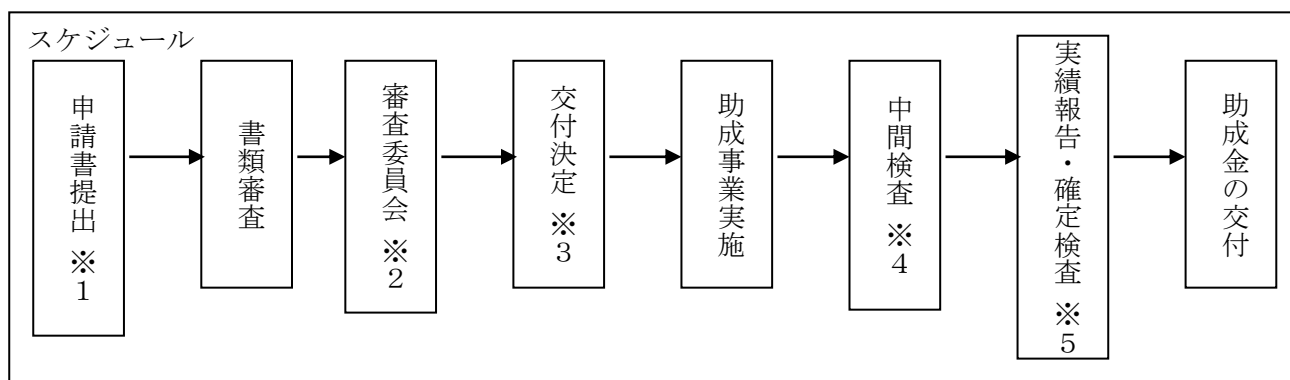 スケジュール
申請書提出 ※1
書類審査
審査委員会 ※2
交付決定 ※3
助成事業実施
中間検査 ※4
実績報告・確定検査 ※5
助成金の交付